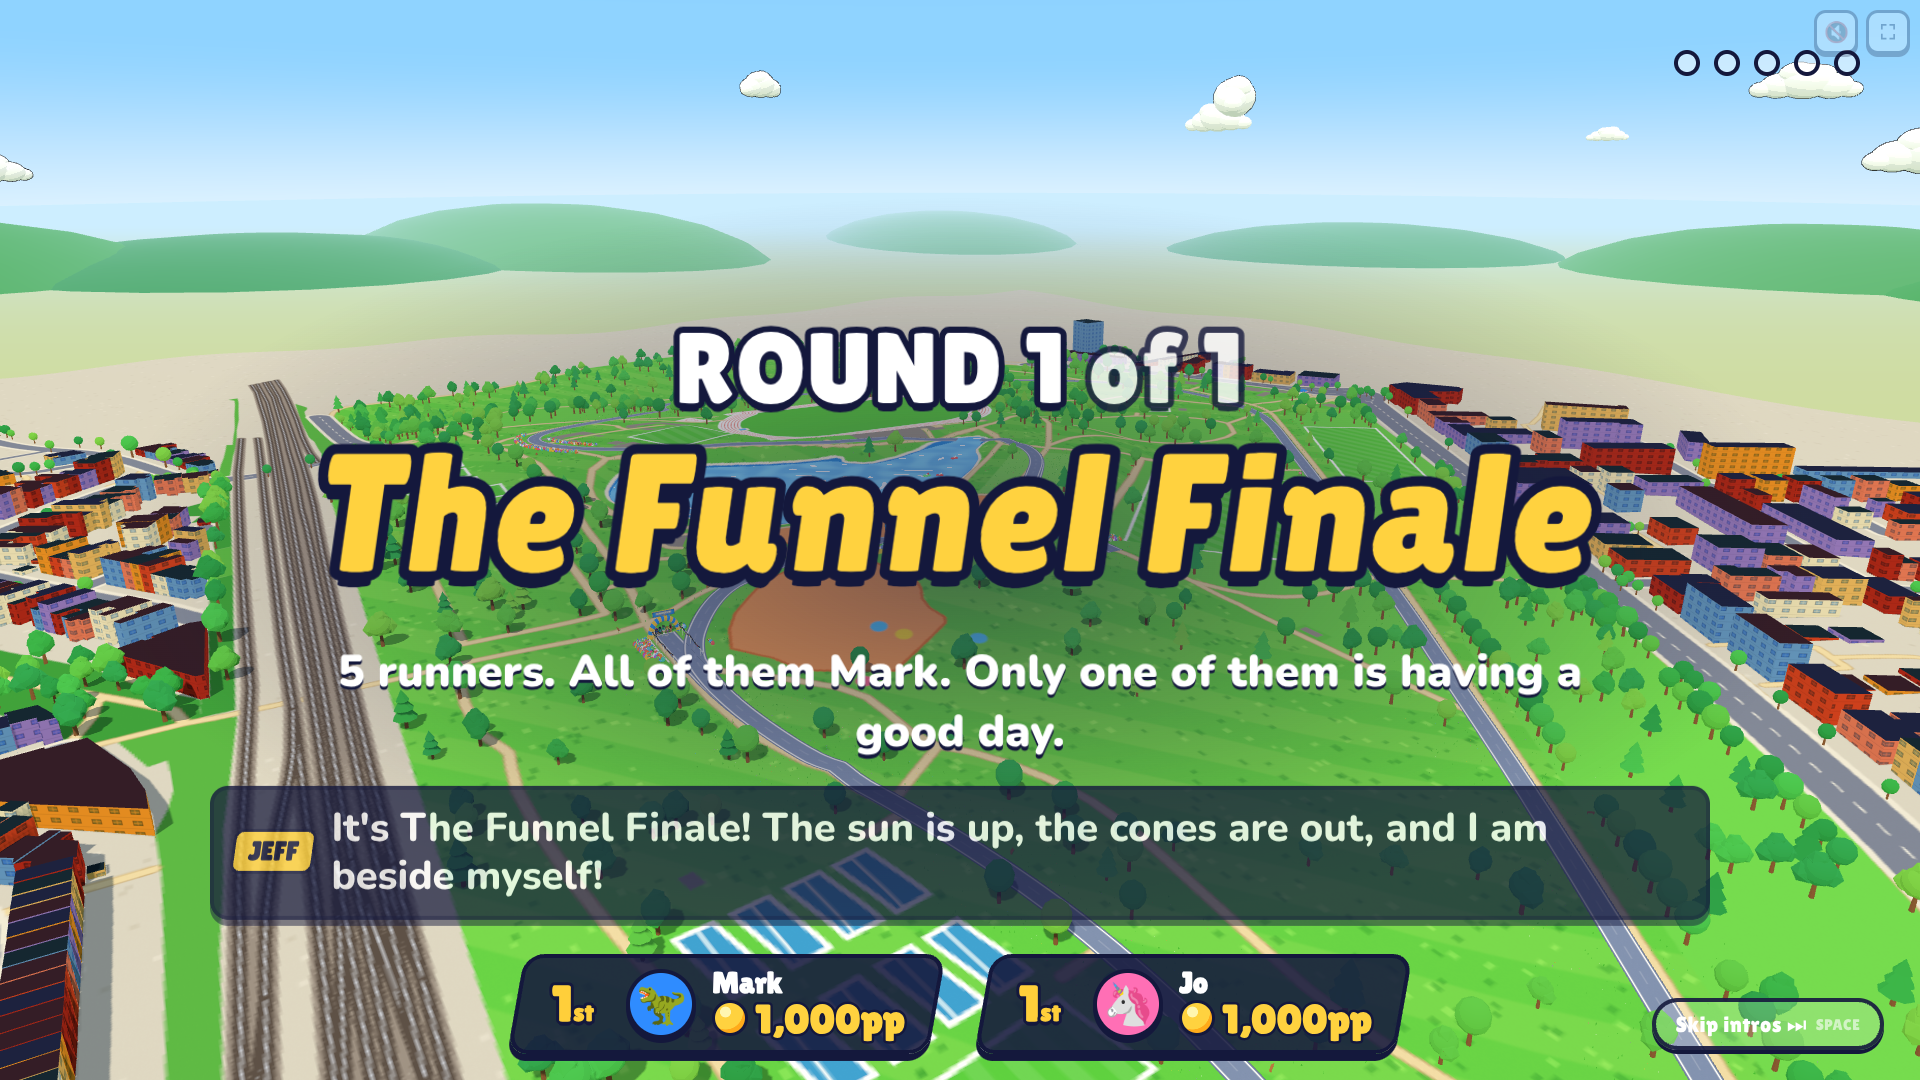 ROUND 1 of 1
The Funnel Finale
5 runners. All of them Mark. Only one of them is having a
good day.
JEFF
It's The Funnel Finale! The sun is up, the cones are out, and I am
beside myself!
1st
Mark
1,000pp
1st
Jo
1,000pp
Skip intros SPACE